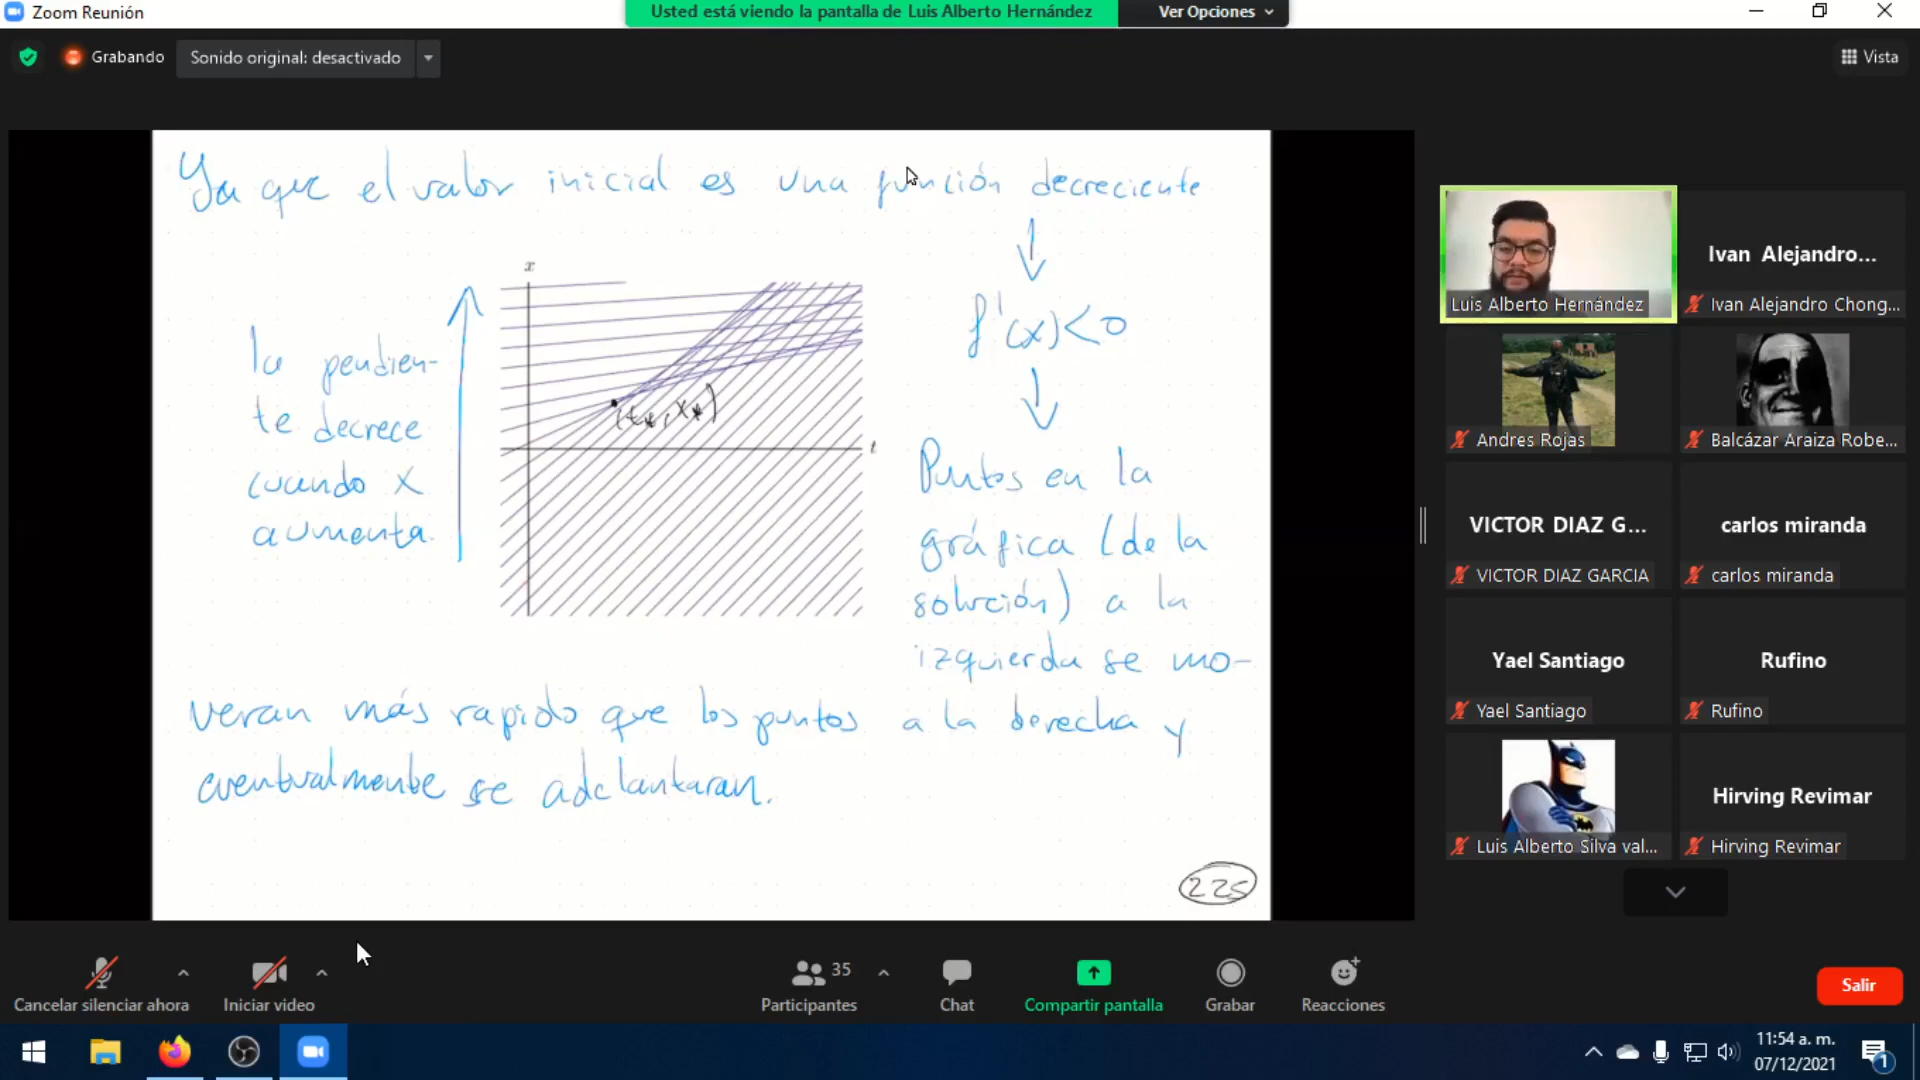 Zoom Reunión
Usted está viendo la pantalla de Luis Alberto Hernández
Ver Opciones
Grabando
Sonido original: desactivado
Vista
Ya que el valor inicial es una función decreciente
f'(x)<0
la pendien-
te decrece
cuando x
aumenta.
x
t
(t*, x*)
Puntos en la
gráfica (de la
solución) a la
izquierda se mo-
veran más rapido que los puntos a la derecha y
eventualmente se adelantaran.
225
Luis Alberto Hernández
Ivan Alejandro...
Ivan Alejandro Chong...
Andres Rojas
Balcázar Araiza Robe...
VICTOR DIAZ G...
VICTOR DIAZ GARCIA
carlos miranda
carlos miranda
Yael Santiago
Yael Santiago
Rufino
Rufino
Luis Alberto Silva val...
Hirving Revimar
Hirving Revimar
Cancelar silenciar ahora
Iniciar video
35
Participantes
Chat
Compartir pantalla
Grabar
Reacciones
Salir
11:54 a. m.
07/12/2021
1